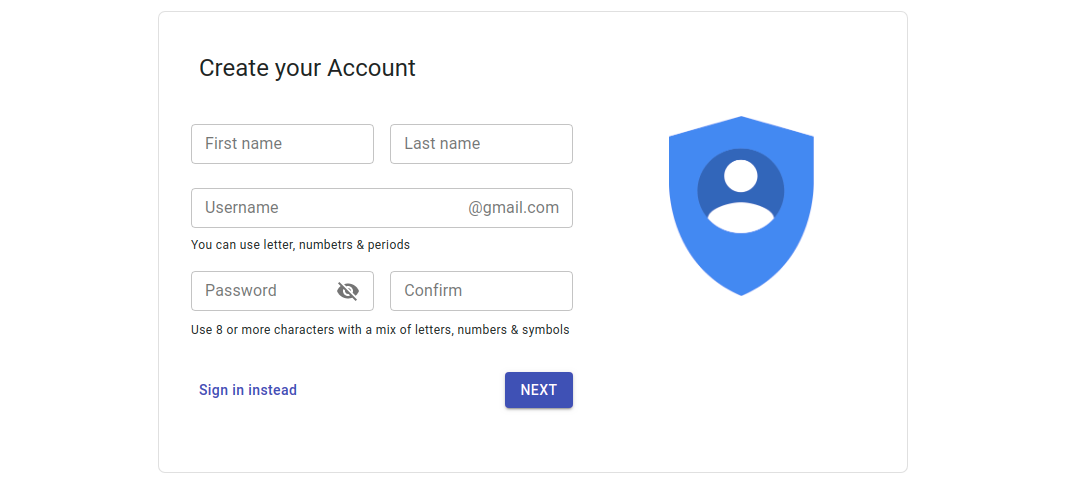 Create your Account
First name Last name
Username @gmail.com
You can use letter, numbetrs & periods
Password Confirm
Use 8 or more characters with a mix of letters, numbers & symbols
Sign in instead NEXT